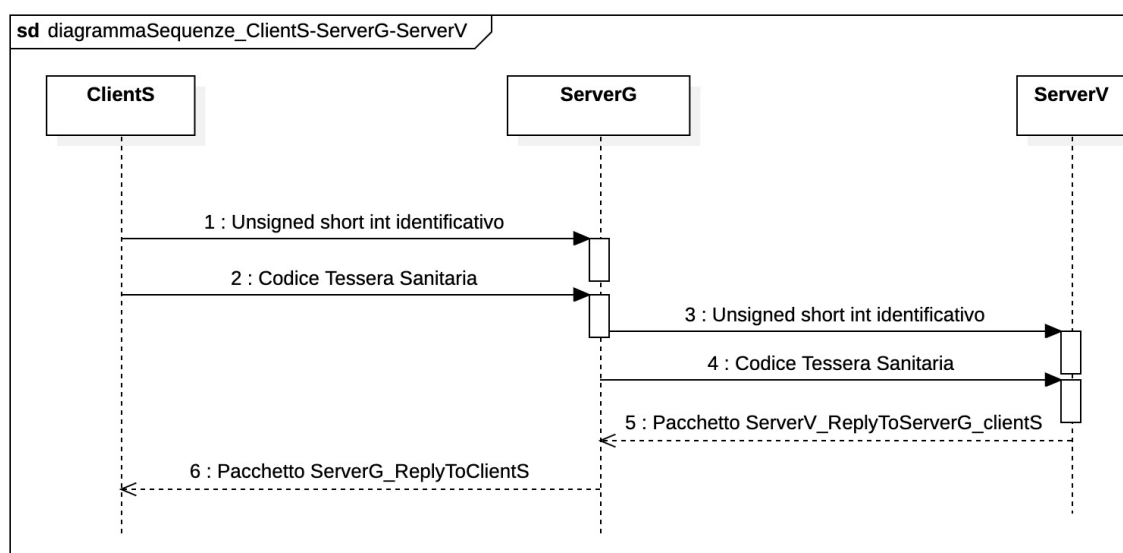 sd diagrammaSequenze_ClientS-ServerG-ServerV
ClientS
ServerG
ServerV
1 : Unsigned short int identificativo
2 : Codice Tessera Sanitaria
3 : Unsigned short int identificativo
4 : Codice Tessera Sanitaria
5 : Pacchetto ServerV_ReplyToServerG_clientS
6 : Pacchetto ServerG_ReplyToClientS